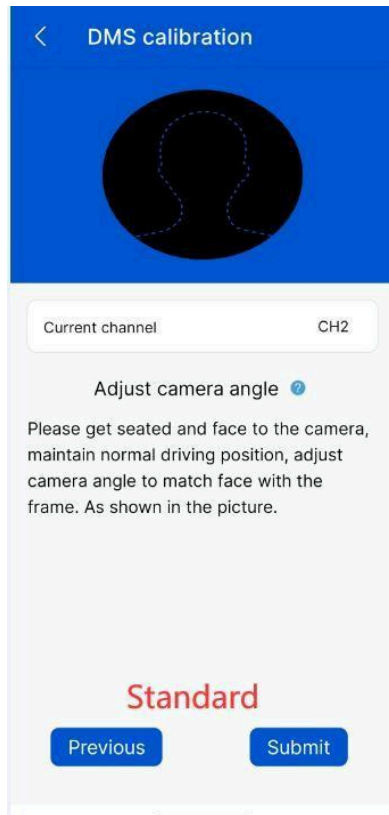 DMS calibration
Current channel CH2
Adjust camera angle ?
Please get seated and face to the camera,
maintain normal driving position, adjust
camera angle to match face with the
frame. As shown in the picture.
Standard
Previous Submit